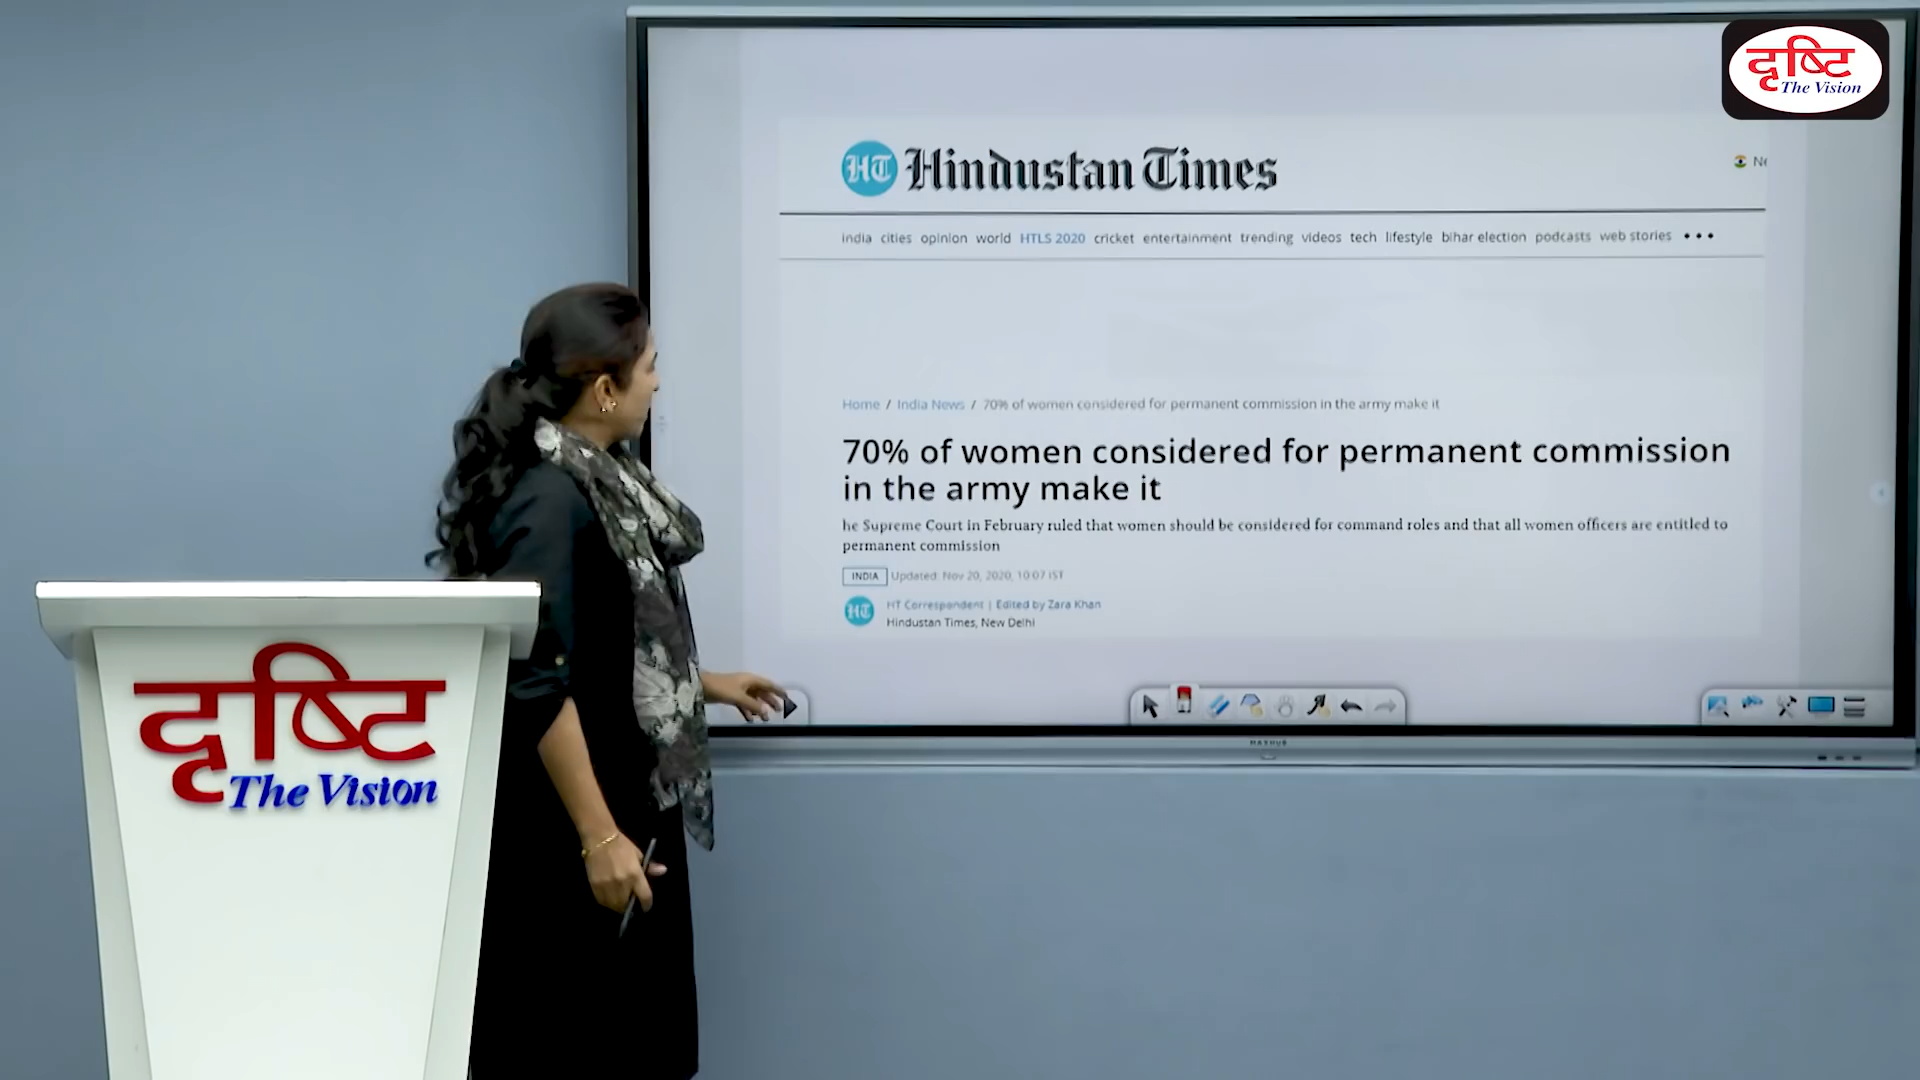 दृष्टि
The Vision
HT Hindustan Times
india cities opinion world HTLS 2020 cricket entertainment trending videos tech lifestyle bihar election podcasts web stories •••
Home / India News / 70% of women considered for permanent commission in the army make it
70% of women considered for permanent commission
in the army make it
he Supreme Court in February ruled that women should be considered for command roles and that all women officers are entitled to
permanent commission
INDIA Updated: Nov 20, 2020, 10:07 IST
HT HT Correspondent | Edited by Zara Khan
Hindustan Times, New Delhi
दृष्टि
The Vision